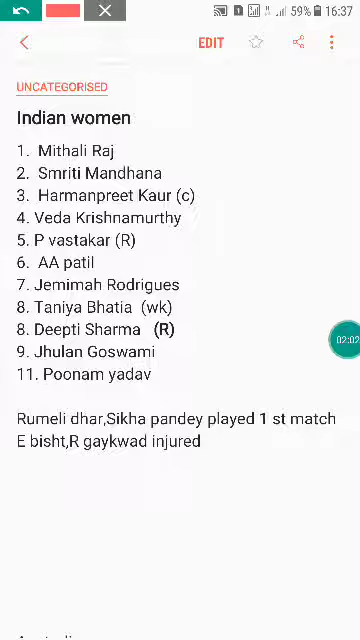 59% 16:37
EDIT
UNCATEGORISED
Indian women
1. Mithali Raj
2. Smriti Mandhana
3. Harmanpreet Kaur (c)
4. Veda Krishnamurthy
5. P vastakar (R)
6. AA patil
7. Jemimah Rodrigues
8. Taniya Bhatia (wk)
8. Deepti Sharma (R)
9. Jhulan Goswami
11. Poonam yadav
Rumeli dhar,Sikha pandey played 1 st match
E bisht,R gaykwad injured
02:02